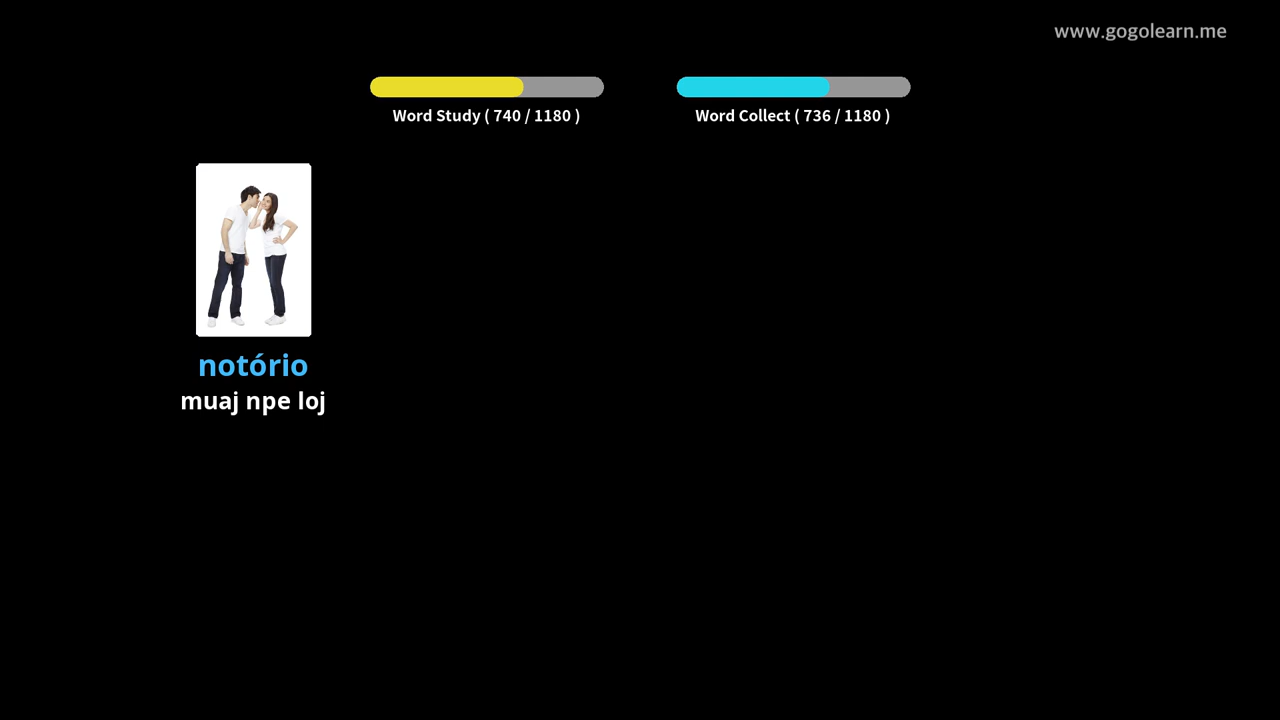 www.gogolearn.me
Word Study ( 740 / 1180 )
Word Collect ( 736 / 1180 )
notório
muaj npe loj